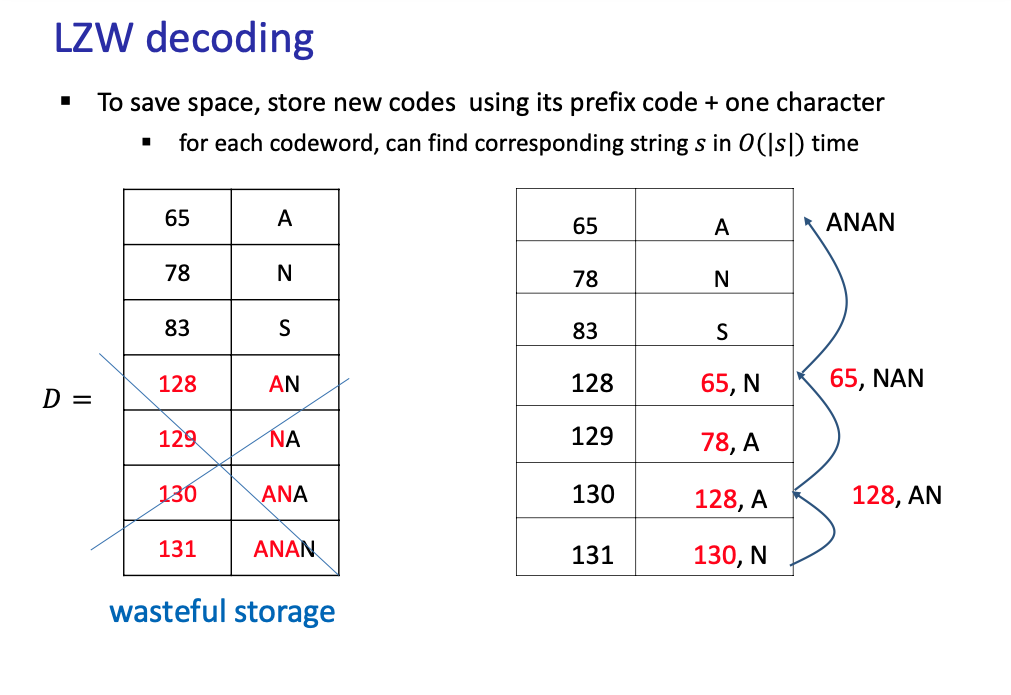 LZW decoding
▪ To save space, store new codes using its prefix code + one character
▪ for each codeword, can find corresponding string s in O(|s|) time
D =
65 A
78 N
83 S
128 AN
129 NA
130 ANA
131 ANAN
wasteful storage
65 A
78 N
83 S
128 65, N
129 78, A
130 128, A
131 130, N
ANAN
65, NAN
128, AN